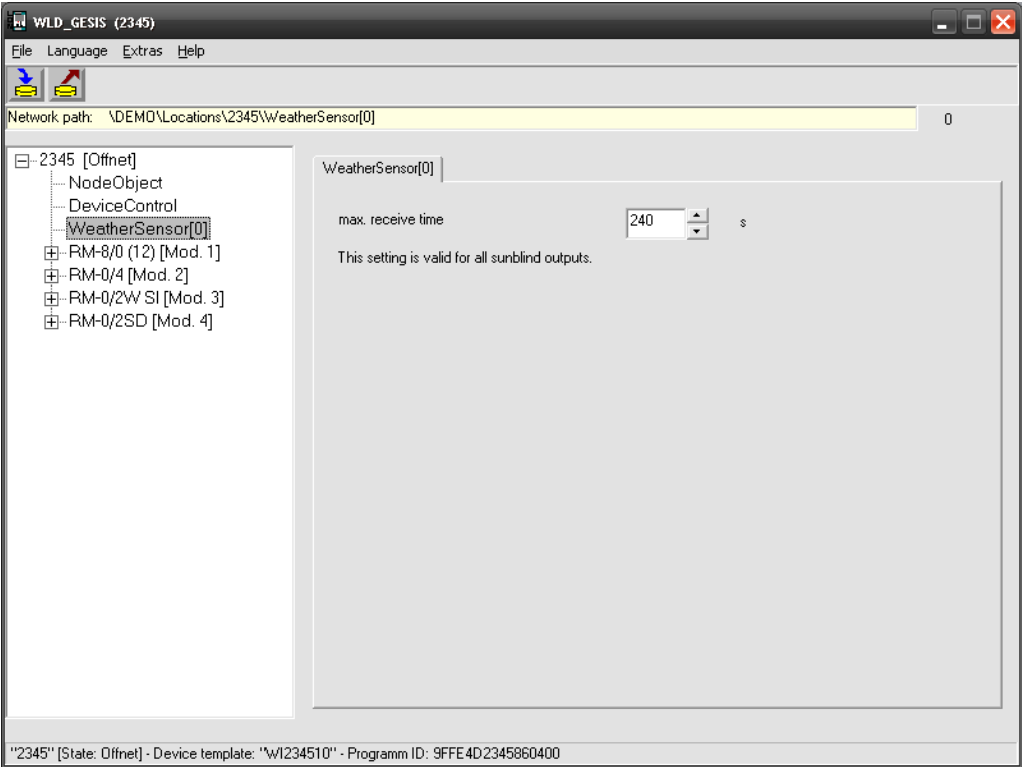 WLD_GESIS (2345)
File Language Extras Help
Network path: \DEMO\Locations\2345\WeatherSensor[0]
0
2345 [Offnet]
NodeObject
DeviceControl
WeatherSensor[0]
RM-8/0 (12) [Mod. 1]
RM-0/4 [Mod. 2]
RM-0/2W SI [Mod. 3]
RM-0/2SD [Mod. 4]
WeatherSensor[0]
max. receive time 240 s
This setting is valid for all sunblind outputs.
"2345" [State: Offnet] - Device template: "WI234510" - Programm ID: 9FFE4D2345860400